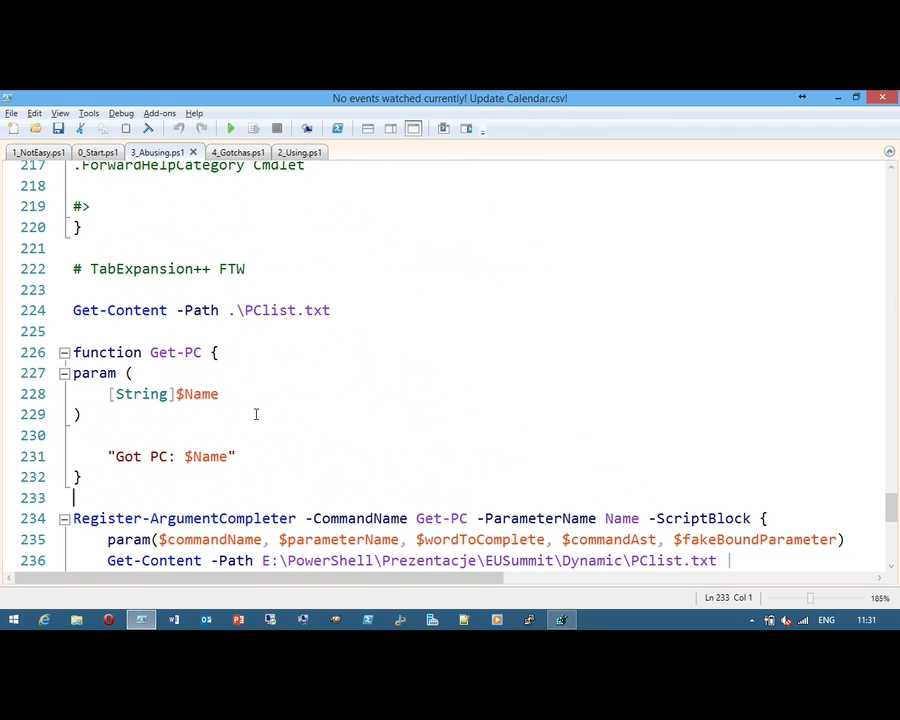 No events watched currently! Update Calendar.csv!
File Edit View Tools Debug Add-ons Help
1_NotEasy.ps1 0_Start.ps1 3_Abusing.ps1 4_Gotchas.ps1 2_Using.ps1
217 .ForwardHelpCategory Cmdlet
218
219 #>
220 }
221
222 # TabExpansion++ FTW
223
224 Get-Content -Path .\PClist.txt
225
226 function Get-PC {
227 param (
228 [String]$Name
229 )
230
231 "Got PC: $Name"
232 }
233
234 Register-ArgumentCompleter -CommandName Get-PC -ParameterName Name -ScriptBlock {
235 param($commandName, $parameterName, $wordToComplete, $commandAst, $fakeBoundParameter)
236 Get-Content -Path E:\PowerShell\Prezentacje\EUSummit\Dynamic\PClist.txt |
Ln 233 Col 1 185%
ENG 11:31